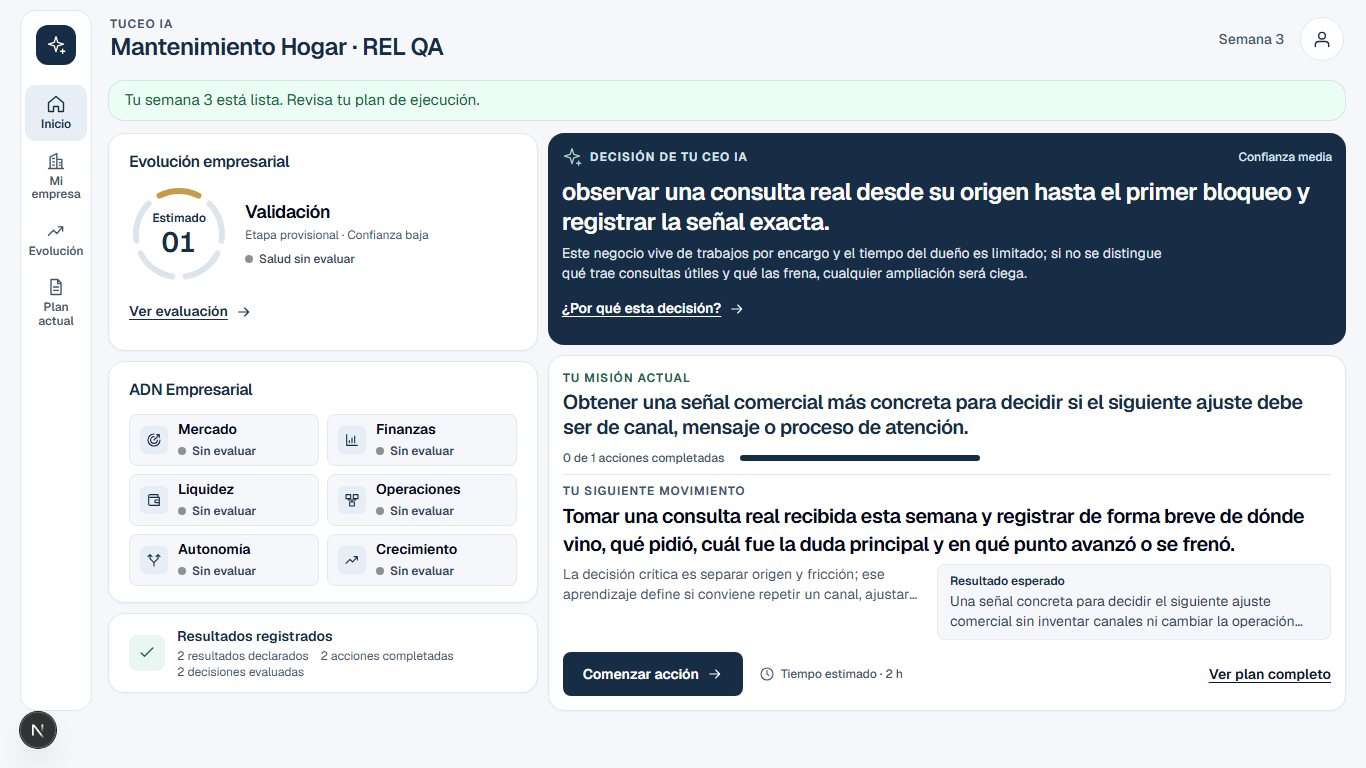 TUCEO IA
Mantenimiento Hogar · REL QA
Semana 3
Inicio
Mi
empresa
Evolución
Plan
actual
Tu semana 3 está lista. Revisa tu plan de ejecución.
Evolución empresarial
Estimado
01
Validación
Etapa provisional · Confianza baja
Salud sin evaluar
Ver evaluación
ADN Empresarial
Mercado
Sin evaluar
Finanzas
Sin evaluar
Liquidez
Sin evaluar
Operaciones
Sin evaluar
Autonomía
Sin evaluar
Crecimiento
Sin evaluar
Resultados registrados
2 resultados declarados 2 acciones completadas
2 decisiones evaluadas
DECISIÓN DE TU CEO IA
Confianza media
observar una consulta real desde su origen hasta el primer bloqueo y
registrar la señal exacta.
Este negocio vive de trabajos por encargo y el tiempo del dueño es limitado; si no se distingue
qué trae consultas útiles y qué las frena, cualquier ampliación será ciega.
¿Por qué esta decisión?
TU MISIÓN ACTUAL
Obtener una señal comercial más concreta para decidir si el siguiente ajuste debe
ser de canal, mensaje o proceso de atención.
0 de 1 acciones completadas
TU SIGUIENTE MOVIMIENTO
Tomar una consulta real recibida esta semana y registrar de forma breve de dónde
vino, qué pidió, cuál fue la duda principal y en qué punto avanzó o se frenó.
La decisión crítica es separar origen y fricción; ese
aprendizaje define si conviene repetir un canal, ajustar…
Resultado esperado
Una señal concreta para decidir el siguiente ajuste
comercial sin inventar canales ni cambiar la operación…
Comenzar acción
Tiempo estimado · 2 h
Ver plan completo
N